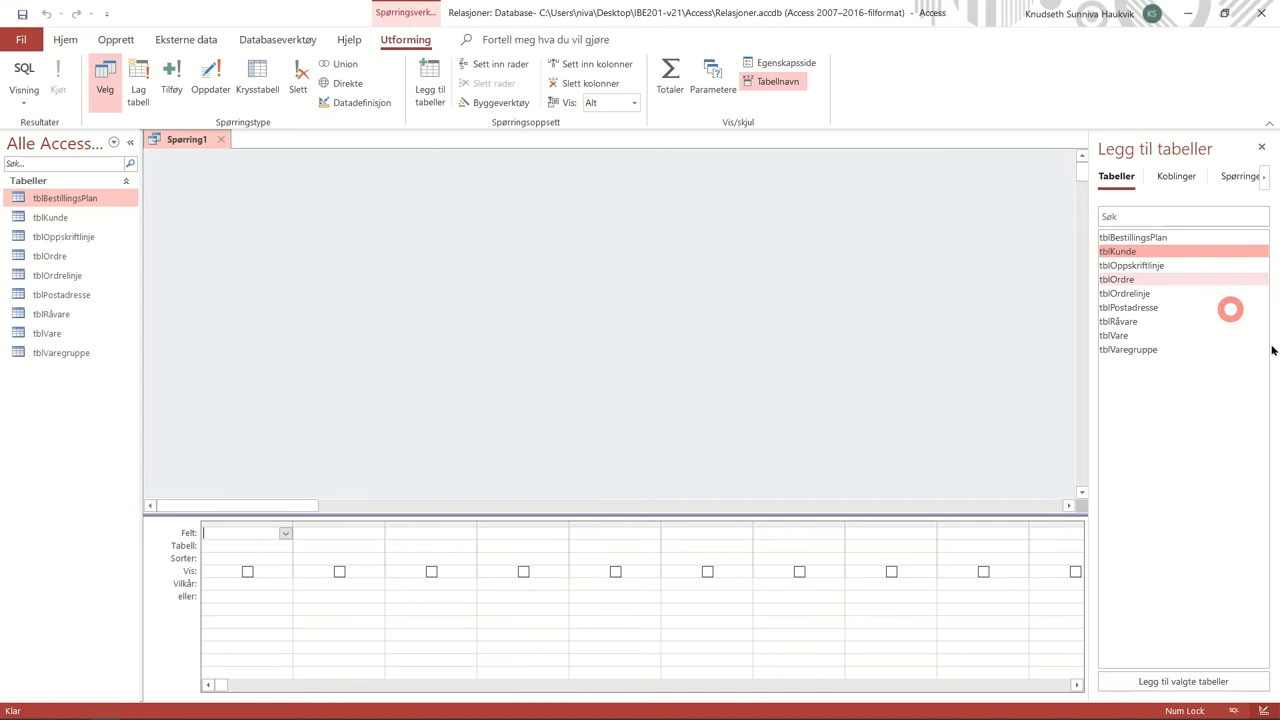 Spørringsverk...
Relasjoner: Database- C:\Users\niva\Desktop\IBE201-v21\Access\Relasjoner.accdb (Access 2007–2016-filformat) - Access
Knudseth Sunniva Haukvik
KS
Fil
Hjem
Opprett
Eksterne data
Databaseverktøy
Hjelp
Utforming
Fortell meg hva du vil gjøre
SQL
Visning
Kjør
Resultater
Velg
Lag tabell
Tilføy
Oppdater
Krysstabell
Slett
Union
Direkte
Datadefinisjon
Spørringstype
Legg til tabeller
Sett inn rader
Slett rader
Byggeverktøy
Sett inn kolonner
Slett kolonner
Vis: Alt
Spørringsoppsett
Totaler
Parametere
Egenskapsside
Tabellnavn
XYZ
Vis/skjul
Alle Access...
Søk...
Tabeller
tblBestillingsPlan
tblKunde
tblOppskriftlinje
tblOrdre
tblOrdrelinje
tblPostadresse
tblRåvare
tblVare
tblVaregruppe
Spørring1
Felt:
Tabell:
Sorter:
Vis:
Vilkår:
eller:
Legg til tabeller
Tabeller
Koblinger
Spørringe
Søk
tblBestillingsPlan
tblKunde
tblOppskriftlinje
tblOrdre
tblOrdrelinje
tblPostadresse
tblRåvare
tblVare
tblVaregruppe
Legg til valgte tabeller
Klar
Num Lock
SQL